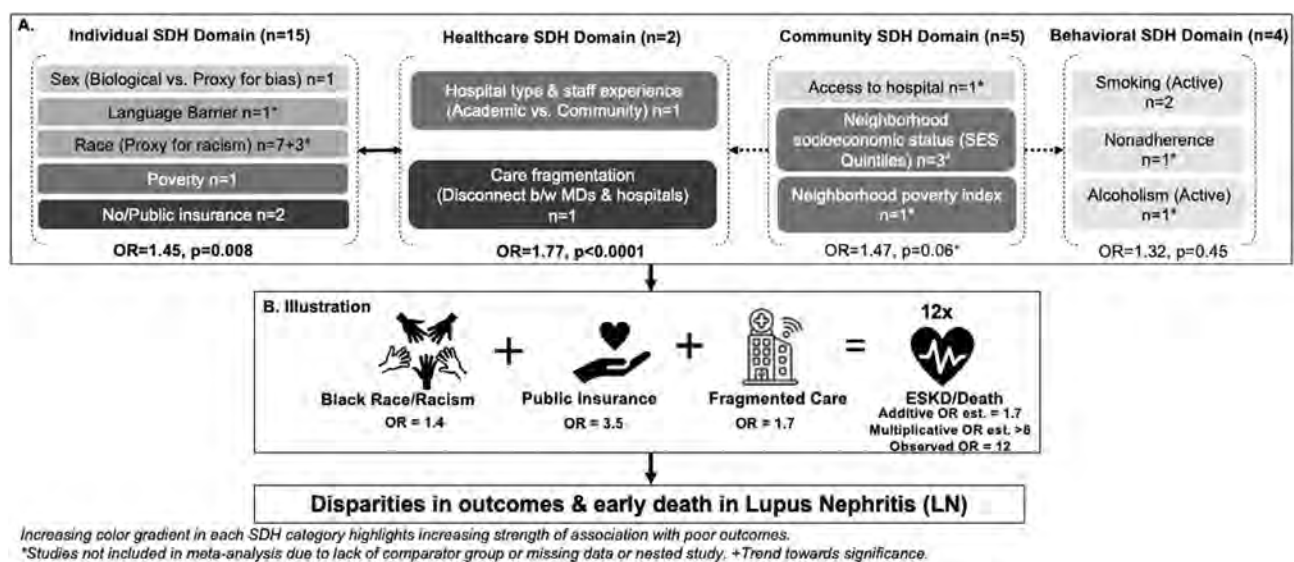 A.
Individual SDH Domain (n=15)
Sex (Biological vs. Proxy for bias) n=1
Language Barrier n=1*
Race (Proxy for racism) n=7+3*
Poverty n=1
No/Public insurance n=2
OR=1.45, p=0.008
Healthcare SDH Domain (n=2)
Hospital type & staff experience
(Academic vs. Community) n=1
Care fragmentation
(Disconnect b/w MDs & hospitals)
n=1
OR=1.77, p<0.0001
Community SDH Domain (n=5)
Access to hospital n=1*
Neighborhood
socioeconomic status (SES
Quintiles) n=3*
Neighborhood poverty index
n=1*
OR=1.47, p=0.06+
Behavioral SDH Domain (n=4)
Smoking (Active)
n=2
Nonadherence
n=1*
Alcoholism (Active)
n=1*
OR=1.32, p=0.45
B. Illustration
Black Race/Racism
OR = 1.4
+
Public Insurance
OR = 3.5
+
Fragmented Care
OR = 1.7
=
12x
ESKD/Death
Additive OR est. = 1.7
Multiplicative OR est. >8
Observed OR = 12
Disparities in outcomes & early death in Lupus Nephritis (LN)
Increasing color gradient in each SDH category highlights increasing strength of association with poor outcomes.
*Studies not included in meta-analysis due to lack of comparator group or missing data or nested study. +Trend towards significance.